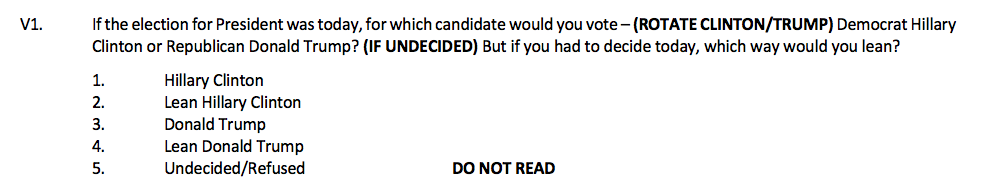 V1. If the election for President was today, for which candidate would you vote – (ROTATE CLINTON/TRUMP) Democrat Hillary
Clinton or Republican Donald Trump? (IF UNDECIDED) But if you had to decide today, which way would you lean?
1. Hillary Clinton
2. Lean Hillary Clinton
3. Donald Trump
4. Lean Donald Trump
5. Undecided/Refused DO NOT READ